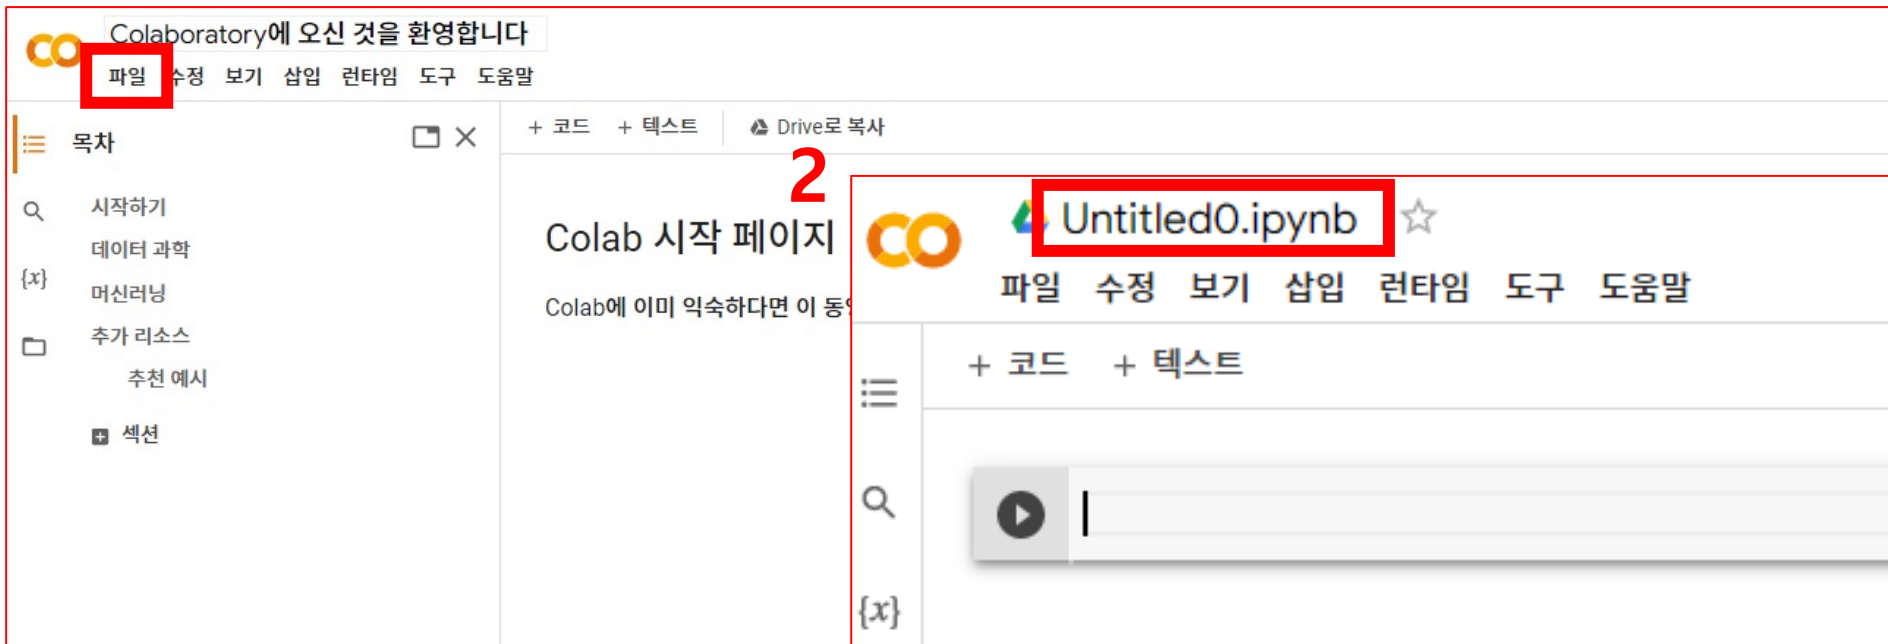 Colaboratory에 오신 것을 환영합니다
파일 수정 보기 삽입 런타임 도구 도움말
목차
+ 코드 + 텍스트 Drive로 복사
시작하기
데이터 과학
{x}
머신러닝
추가 리소스
추천 예시
섹션
Colab 시작 페이지
Colab에 이미 익숙하다면 이
2
Untitled0.ipynb
파일 수정 보기 삽입 런타임 도구 도움말
+ 코드 + 텍스트
{x}